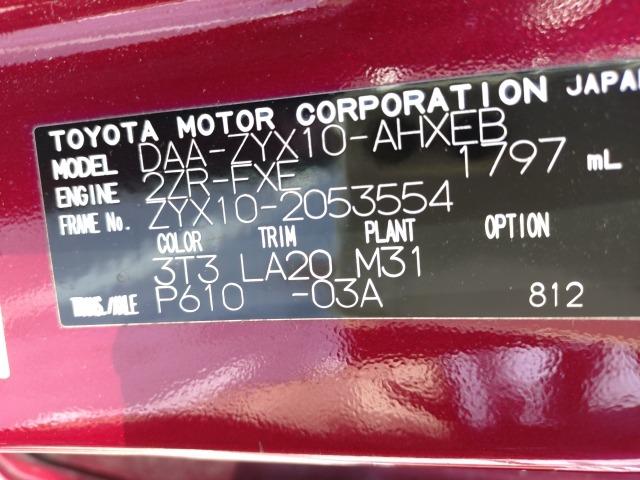 TOYOTA MOTOR CORPORATION JAPAN
MODEL DAA-ZYX10-AHXEB
ENGINE 2ZR-FXE 1797 mL
FRAME No. ZYX10-2053554
COLOR TRIM PLANT OPTION
3T3 LA20 M31
TRANS./AXLE P610 -03A 812